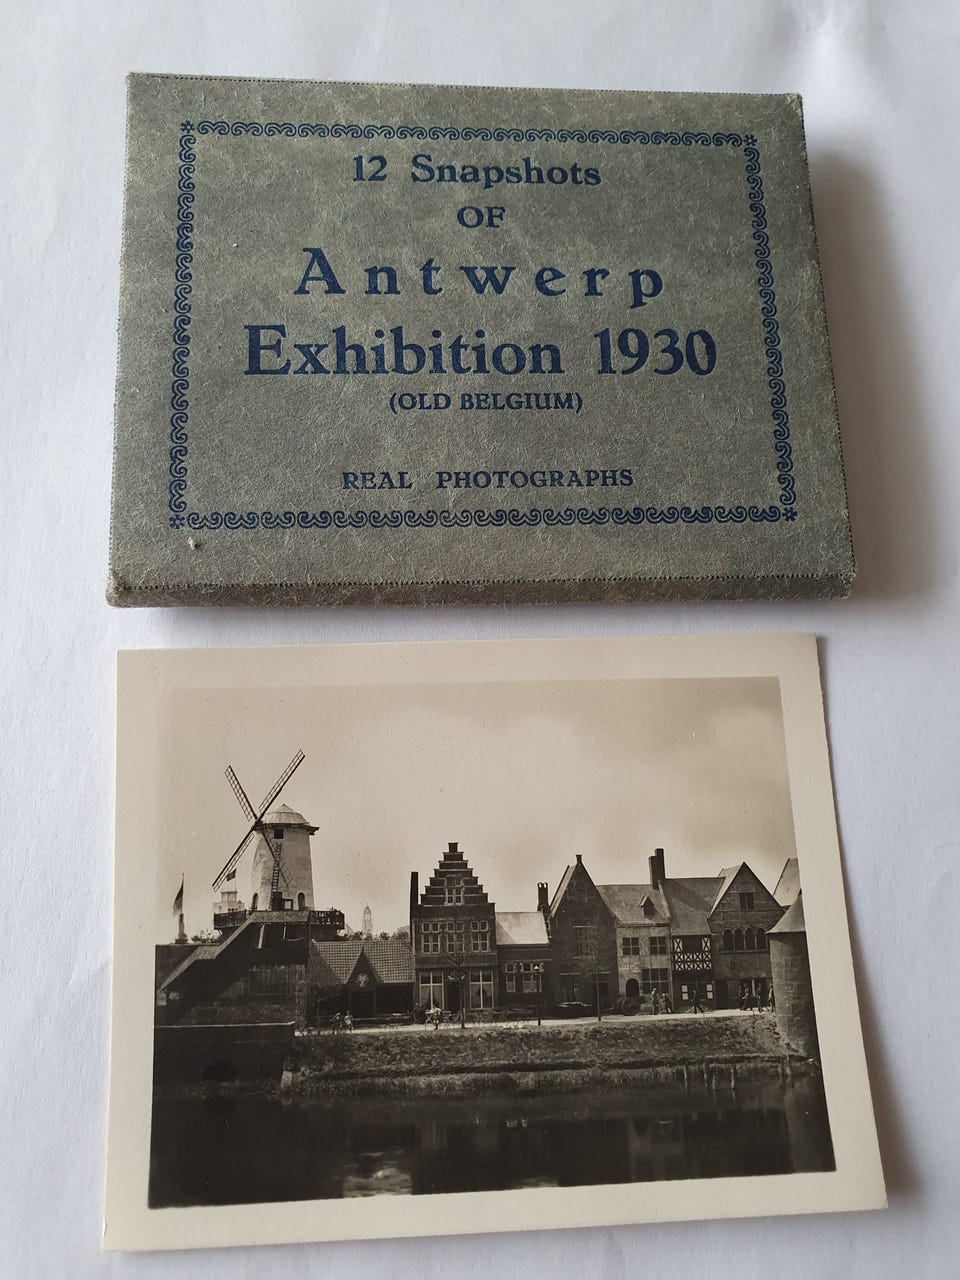 12 Snapshots
OF
Antwerp
Exhibition 1930
(OLD BELGIUM)
REAL PHOTOGRAPHS